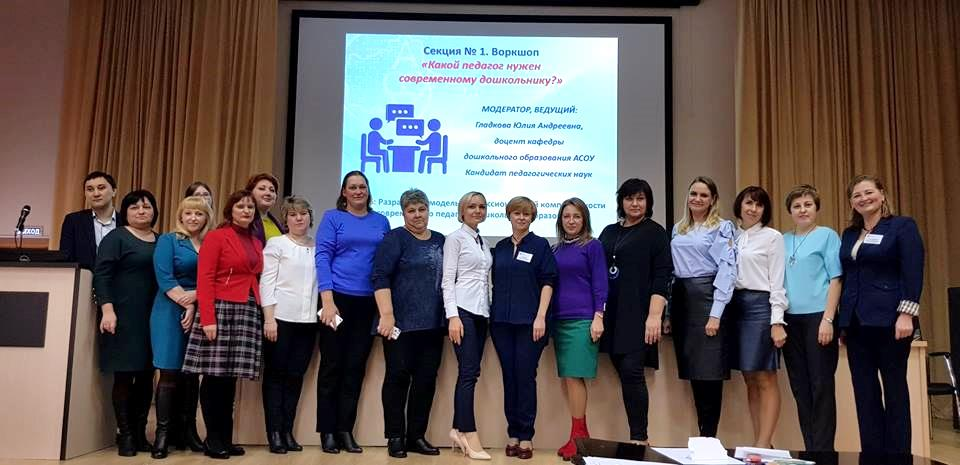 Секция № 1. Воркшоп
«Какой педагог нужен
современному дошкольнику?»
МОДЕРАТОР, ВЕДУЩИЙ:
Гладкова Юлия Андреевна,
доцент кафедры
дошкольного образования АСОУ
Кандидат педагогических наук